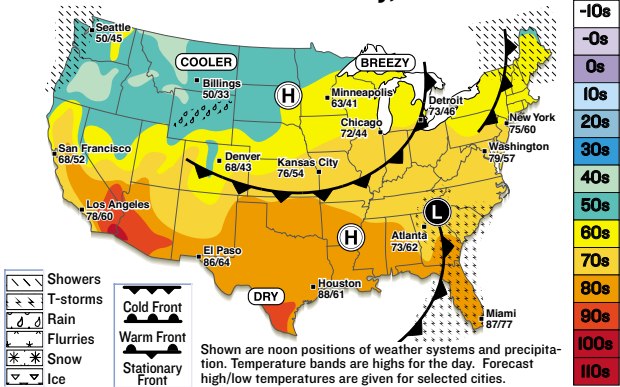 Seattle
50/45
COOLER
BREEZY
Billings
50/33
H
Minneapolis
63/41
Detroit
73/46
Chicago
72/44
New York
75/60
San Francisco
68/52
Denver
68/43
Kansas City
76/54
Washington
79/57
Los Angeles
78/60
L
H
Atlanta
73/62
El Paso
86/64
DRY
Houston
88/61
Miami
87/77
Showers
T-storms
Rain
Flurries
Snow
Ice
Cold Front
Warm Front
Stationary
Front
Shown are noon positions of weather systems and precipita-
tion. Temperature bands are highs for the day. Forecast
high/low temperatures are given for selected cities.
-10s
-0s
0s
10s
20s
30s
40s
50s
60s
70s
80s
90s
100s
110s